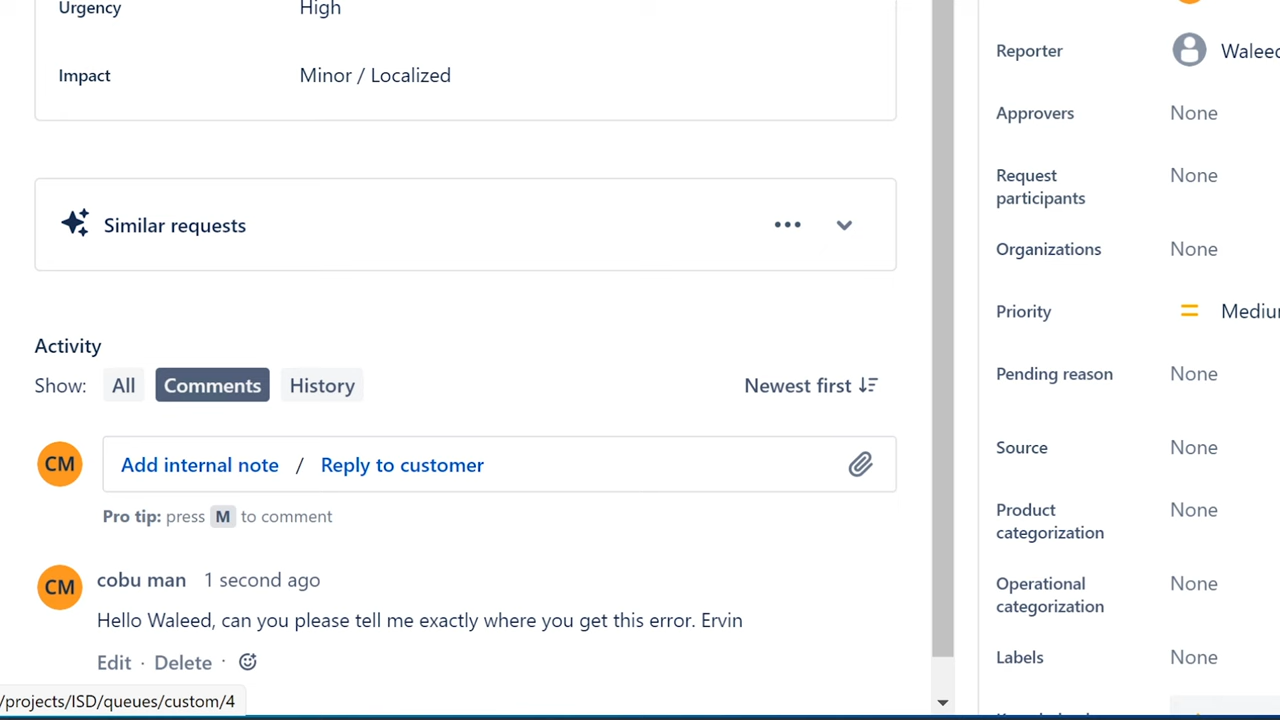 Urgency High
Impact Minor / Localized
Similar requests
Activity
Show: All Comments History Newest first
CM Add internal note / Reply to customer
Pro tip: press M to comment
CM cobu man 1 second ago
Hello Waleed, can you please tell me exactly where you get this error. Ervin
Edit · Delete ·
/projects/ISD/queues/custom/4
Reporter
Approvers None
Request
participants None
Organizations None
Priority
Pending reason None
Source None
Product
categorization None
Operational
categorization None
Labels None